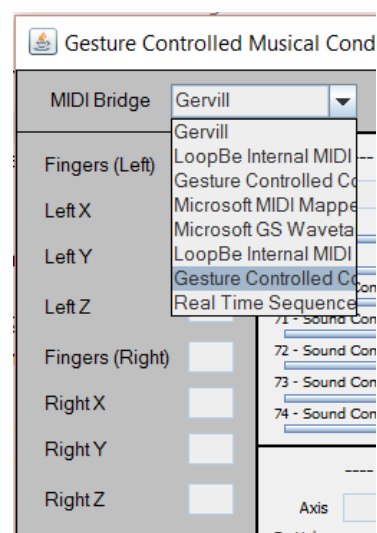 Gesture Controlled Musical Cond
MIDI Bridge Gervill
Gervill
LoopBe Internal MIDI
Gesture Controlled Co
Microsoft MIDI Mappe
Microsoft GS Waveta
LoopBe Internal MIDI
Gesture Controlled Co
Real Time Sequence
Fingers (Left)
----
Left X
Left Y
Left Z
Con
71 - Sound Con
Fingers (Right)
72 - Sound Con
73 - Sound Con
Right X
74 - Sound Con
Right Y
----
Right Z
Axis